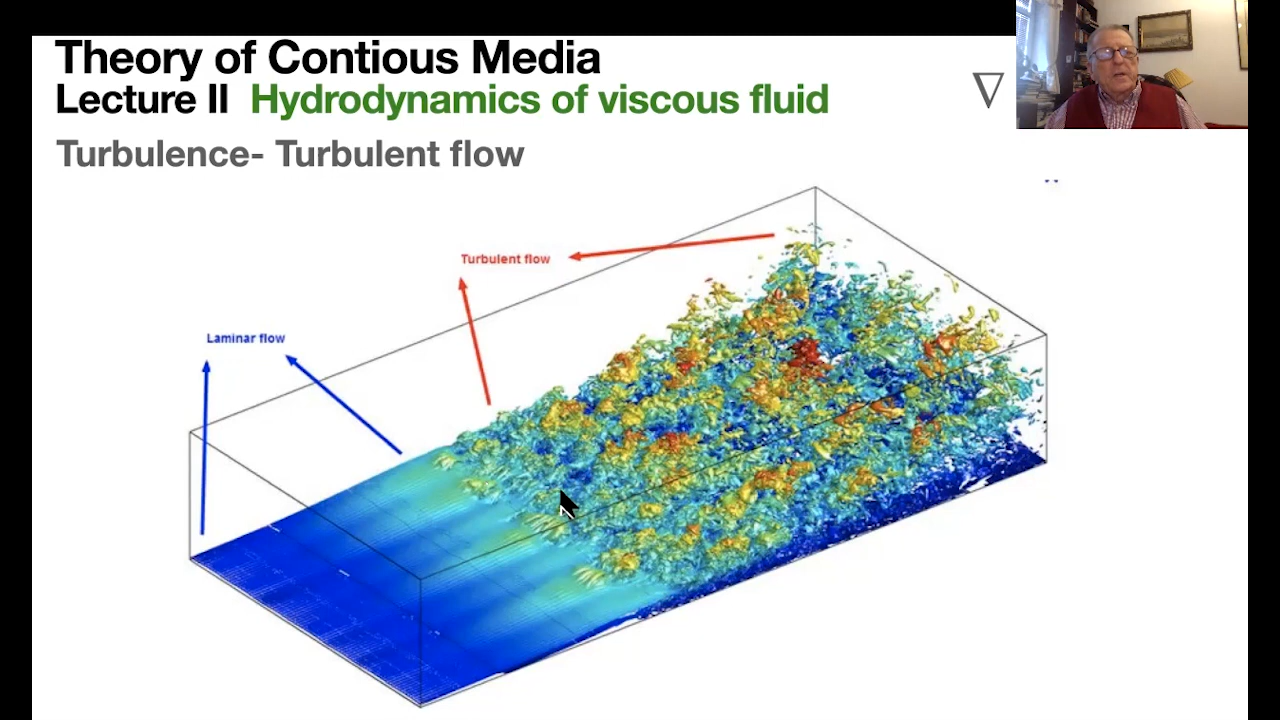 Theory of Contious Media
Lecture II Hydrodynamics of viscous fluid
∇
Turbulence- Turbulent flow
Turbulent flow
Laminar flow